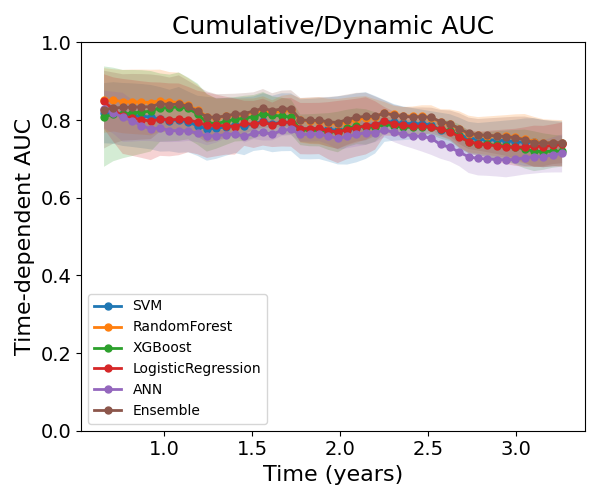 Cumulative/Dynamic AUC
Time-dependent AUC
1.0
0.8
0.6
0.4
0.2
0.0
SVM
RandomForest
XGBoost
LogisticRegression
ANN
Ensemble
1.0 1.5 2.0 2.5 3.0
Time (years)